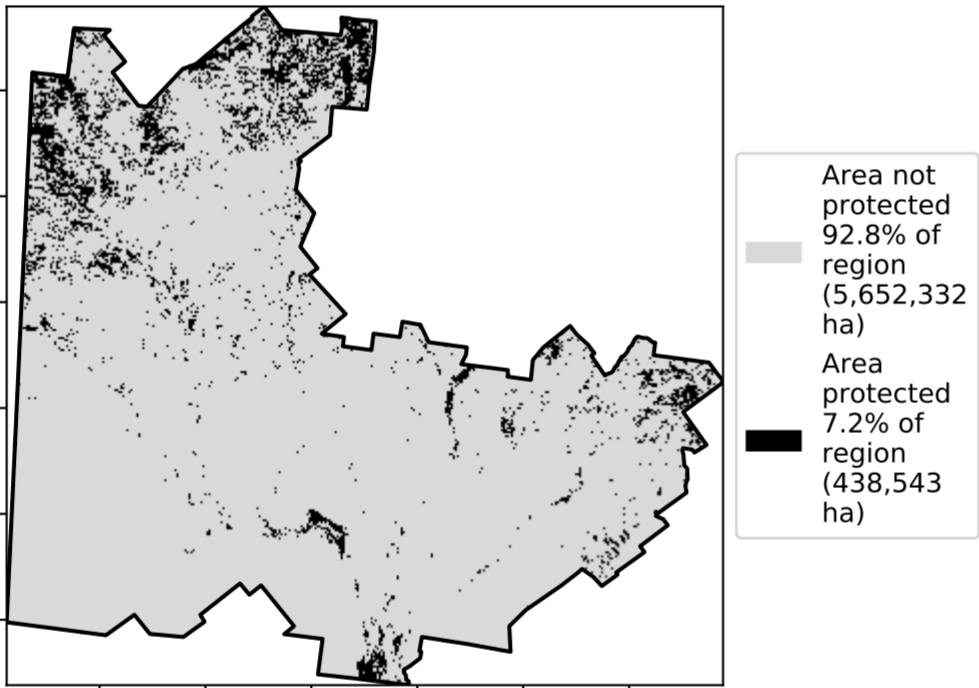 Area not
protected
92.8% of
region
(5,652,332
ha)
Area
protected
7.2% of
region
(438,543
ha)